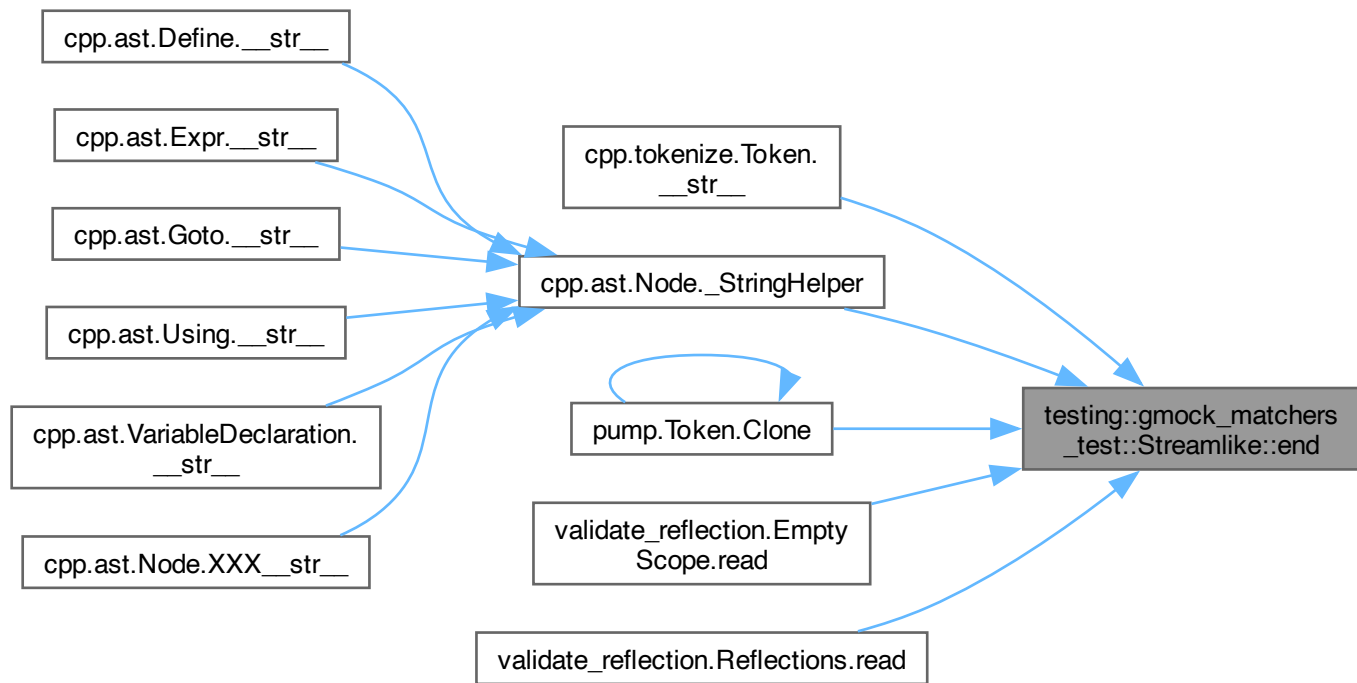 cpp.ast.Define.__str__
cpp.ast.Expr.__str__
cpp.ast.Goto.__str__
cpp.ast.Using.__str__
cpp.ast.VariableDeclaration.
__str__
cpp.ast.Node.XXX__str__
cpp.tokenize.Token.
__str__
cpp.ast.Node._StringHelper
pump.Token.Clone
validate_reflection.Empty
Scope.read
validate_reflection.Reflections.read
testing::gmock_matchers
_test::Streamlike::end